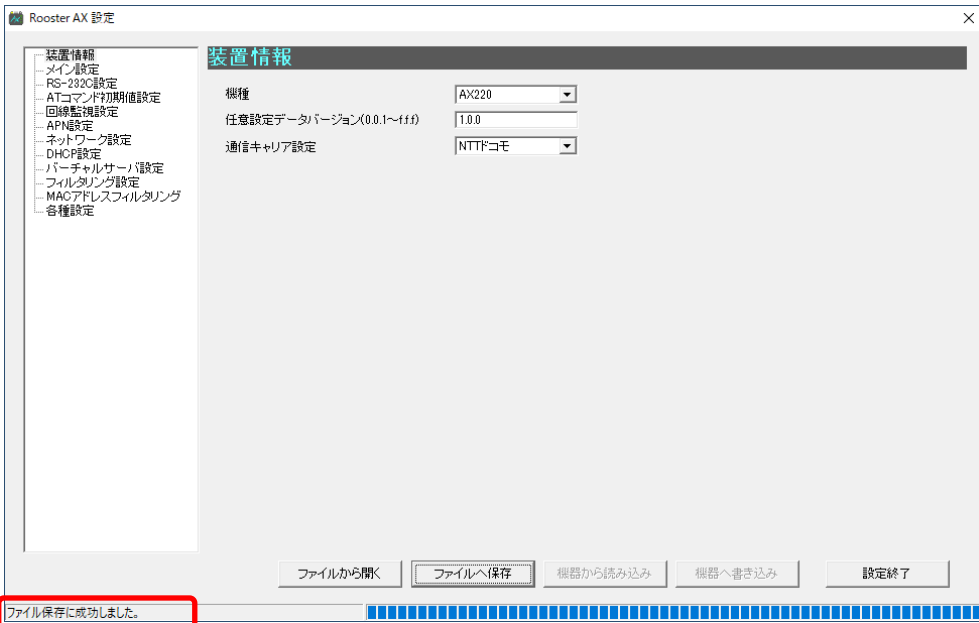 Rooster AX 設定
装置情報
メイン設定
RS-232C設定
ATコマンド初期値設定
回線監視設定
APN設定
ネットワーク設定
DHCP設定
バーチャルサーバ設定
フィルタリング設定
MACアドレスフィルタリング
各種設定
装置情報
機種
AX220
任意設定データバージョン(0.0.1～f.f.f)
1.0.0
通信キャリア設定
NTTドコモ
ファイルから開く
ファイルへ保存
機器から読み込み
機器へ書き込み
設定終了
ファイル保存に成功しました。